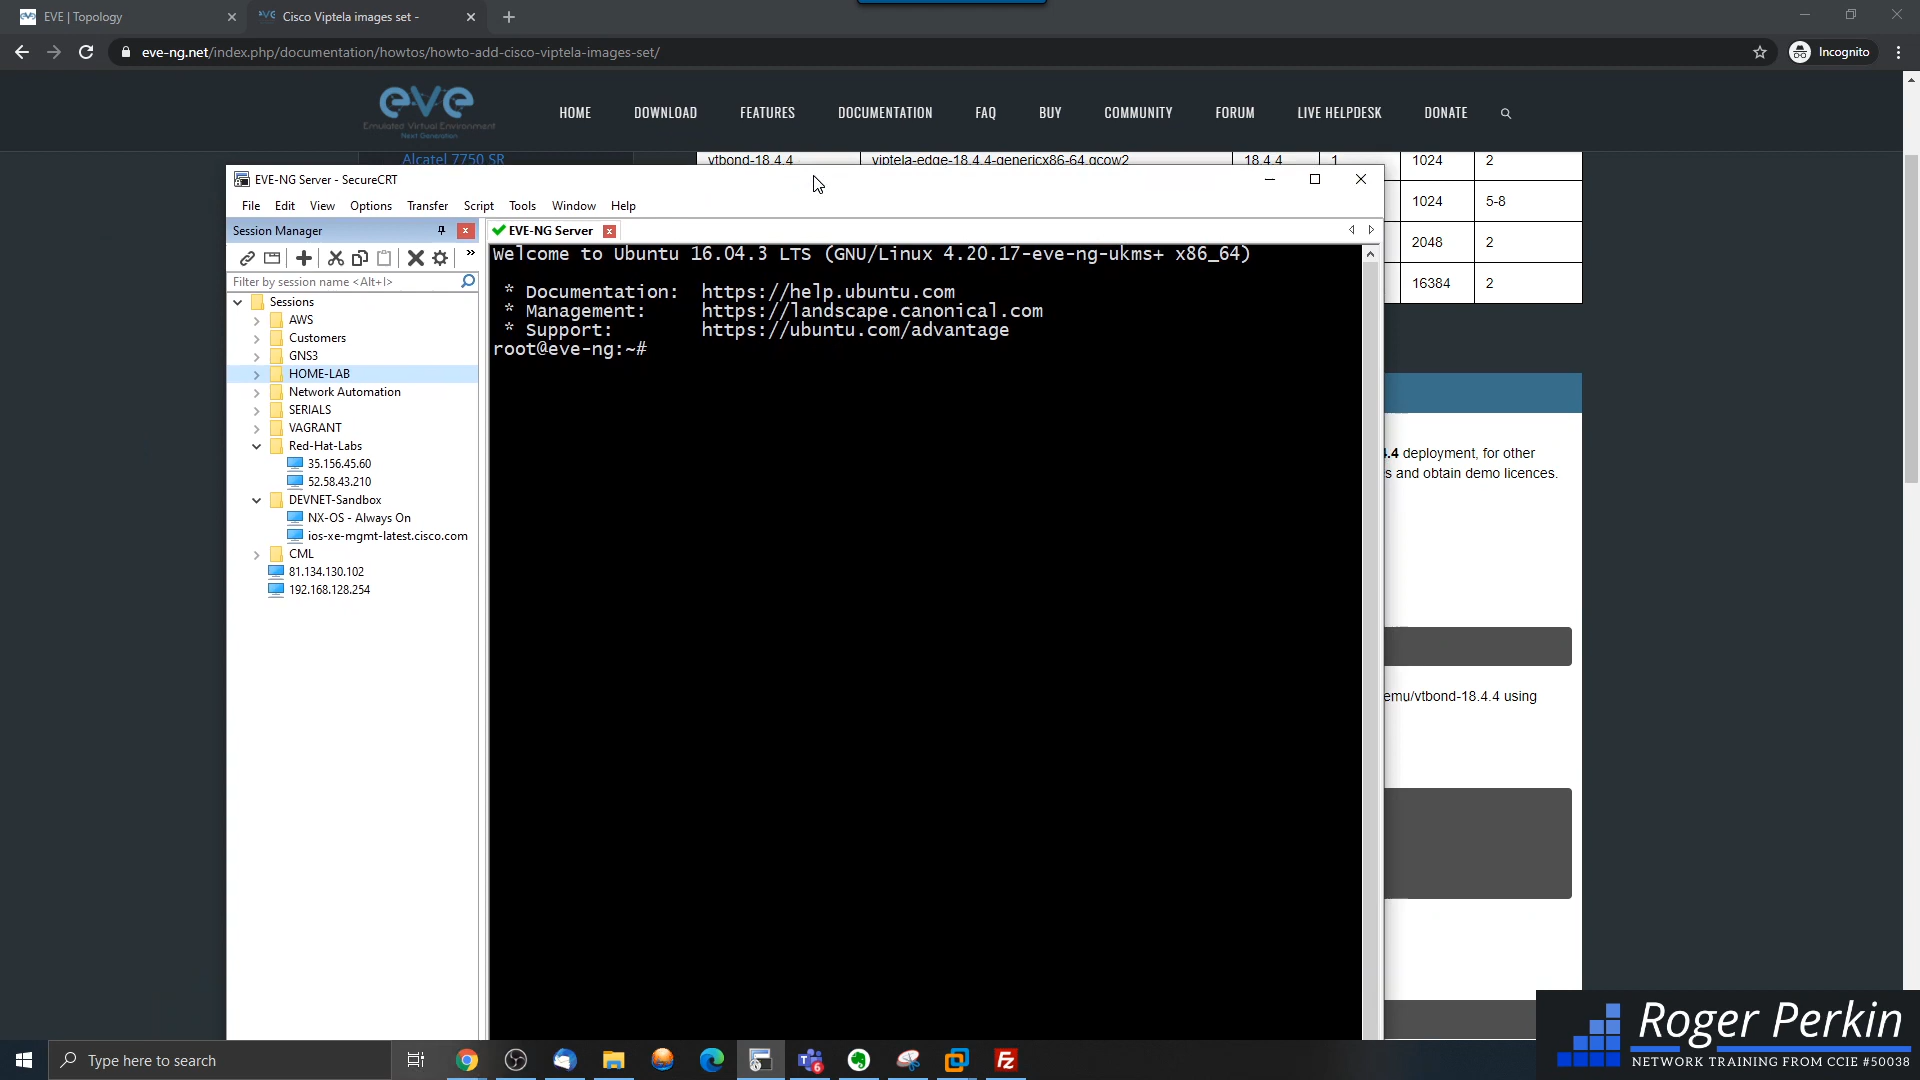 EVE | Topology
Cisco Viptela images set -
eve-ng.net/index.php/documentation/howtos/howto-add-cisco-viptela-images-set/
Incognito
eve
Emulated Virtual Environment
Next Generation
HOME
DOWNLOAD
FEATURES
DOCUMENTATION
FAQ
BUY
COMMUNITY
FORUM
LIVE HELPDESK
DONATE
Alcatel 7750 SR
vtbond-18.4.4
viptela-edge-18.4.4-genericx86-64.qcow2
18.4.4
1
1024
2
1024
5-8
2048
2
16384
2
EVE-NG Server - SecureCRT
File
Edit
View
Options
Transfer
Script
Tools
Window
Help
Session Manager
EVE-NG Server
Filter by session name <Alt+I>
Sessions
AWS
Customers
GNS3
HOME-LAB
Network Automation
SERIALS
VAGRANT
Red-Hat-Labs
35.156.45.60
52.58.43.210
DEVNET-Sandbox
NX-OS - Always On
ios-xe-mgmt-latest.cisco.com
CML
81.134.130.102
192.168.128.254
Welcome to Ubuntu 16.04.3 LTS (GNU/Linux 4.20.17-eve-ng-ukms+ x86_64)
* Documentation: https://help.ubuntu.com
* Management: https://landscape.canonical.com
* Support: https://ubuntu.com/advantage
root@eve-ng:~#
.4 deployment, for other
s and obtain demo licences.
emu/vtbond-18.4.4 using
Type here to search
6
Roger Perkin
NETWORK TRAINING FROM CCIE #50038